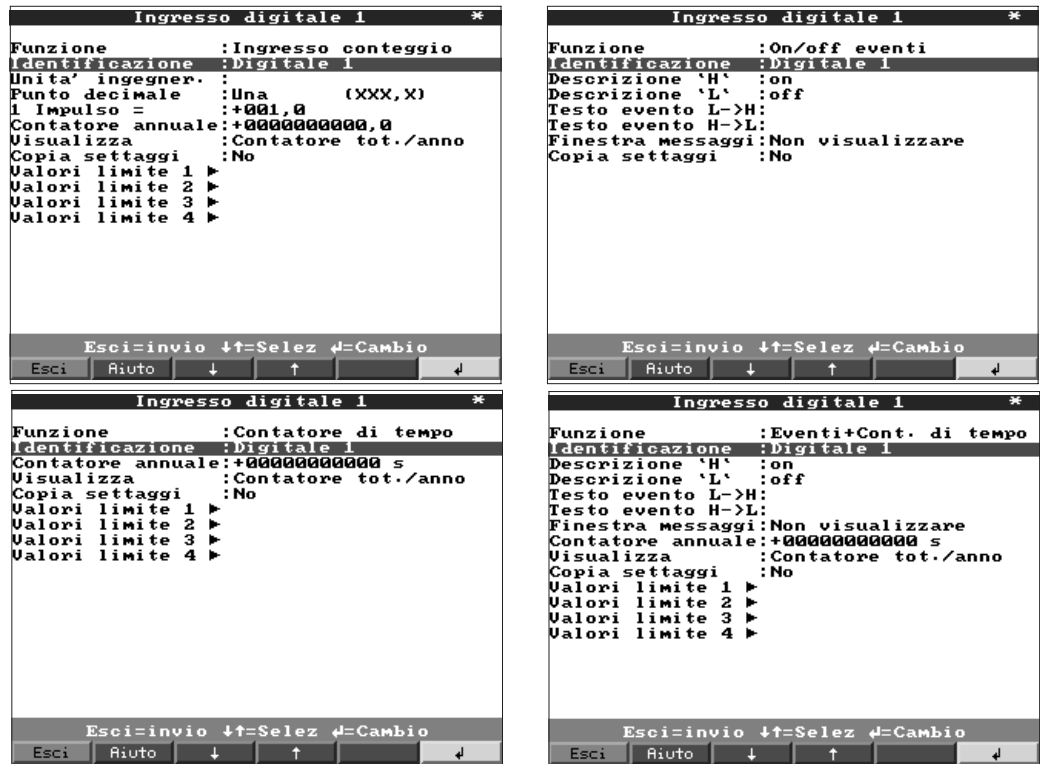 Ingresso digitale 1 *
Funzione :Ingresso conteggio
Identificazione :Digitale 1
Unita' ingegner. :
Punto decimale :Una (XXX,X)
1 Impulso = :+001,0
Contatore annuale:+0000000000,0
Visualizza :Contatore tot./anno
Copia settaggi :No
Valori limite 1 ►
Valori limite 2 ►
Valori limite 3 ►
Valori limite 4 ►
Esci=invio ↓↑=Selez ↲=Cambio
Esci Aiuto ↓ ↑ ↲
Ingresso digitale 1 *
Funzione :On/off eventi
Identificazione :Digitale 1
Descrizione 'H' :on
Descrizione 'L' :off
Testo evento L->H:
Testo evento H->L:
Finestra messaggi:Non visualizzare
Copia settaggi :No
Esci=invio ↓↑=Selez ↲=Cambio
Esci Aiuto ↓ ↑ ↲
Ingresso digitale 1 *
Funzione :Contatore di tempo
Identificazione :Digitale 1
Contatore annuale:+00000000000 s
Visualizza :Contatore tot./anno
Copia settaggi :No
Valori limite 1 ►
Valori limite 2 ►
Valori limite 3 ►
Valori limite 4 ►
Esci=invio ↓↑=Selez ↲=Cambio
Esci Aiuto ↓ ↑ ↲
Ingresso digitale 1 *
Funzione :Eventi+Cont. di tempo
Identificazione :Digitale 1
Descrizione 'H' :on
Descrizione 'L' :off
Testo evento L->H:
Testo evento H->L:
Finestra messaggi:Non visualizzare
Contatore annuale:+00000000000 s
Visualizza :Contatore tot./anno
Copia settaggi :No
Valori limite 1 ►
Valori limite 2 ►
Valori limite 3 ►
Valori limite 4 ►
Esci=invio ↓↑=Selez ↲=Cambio
Esci Aiuto ↓ ↑ ↲